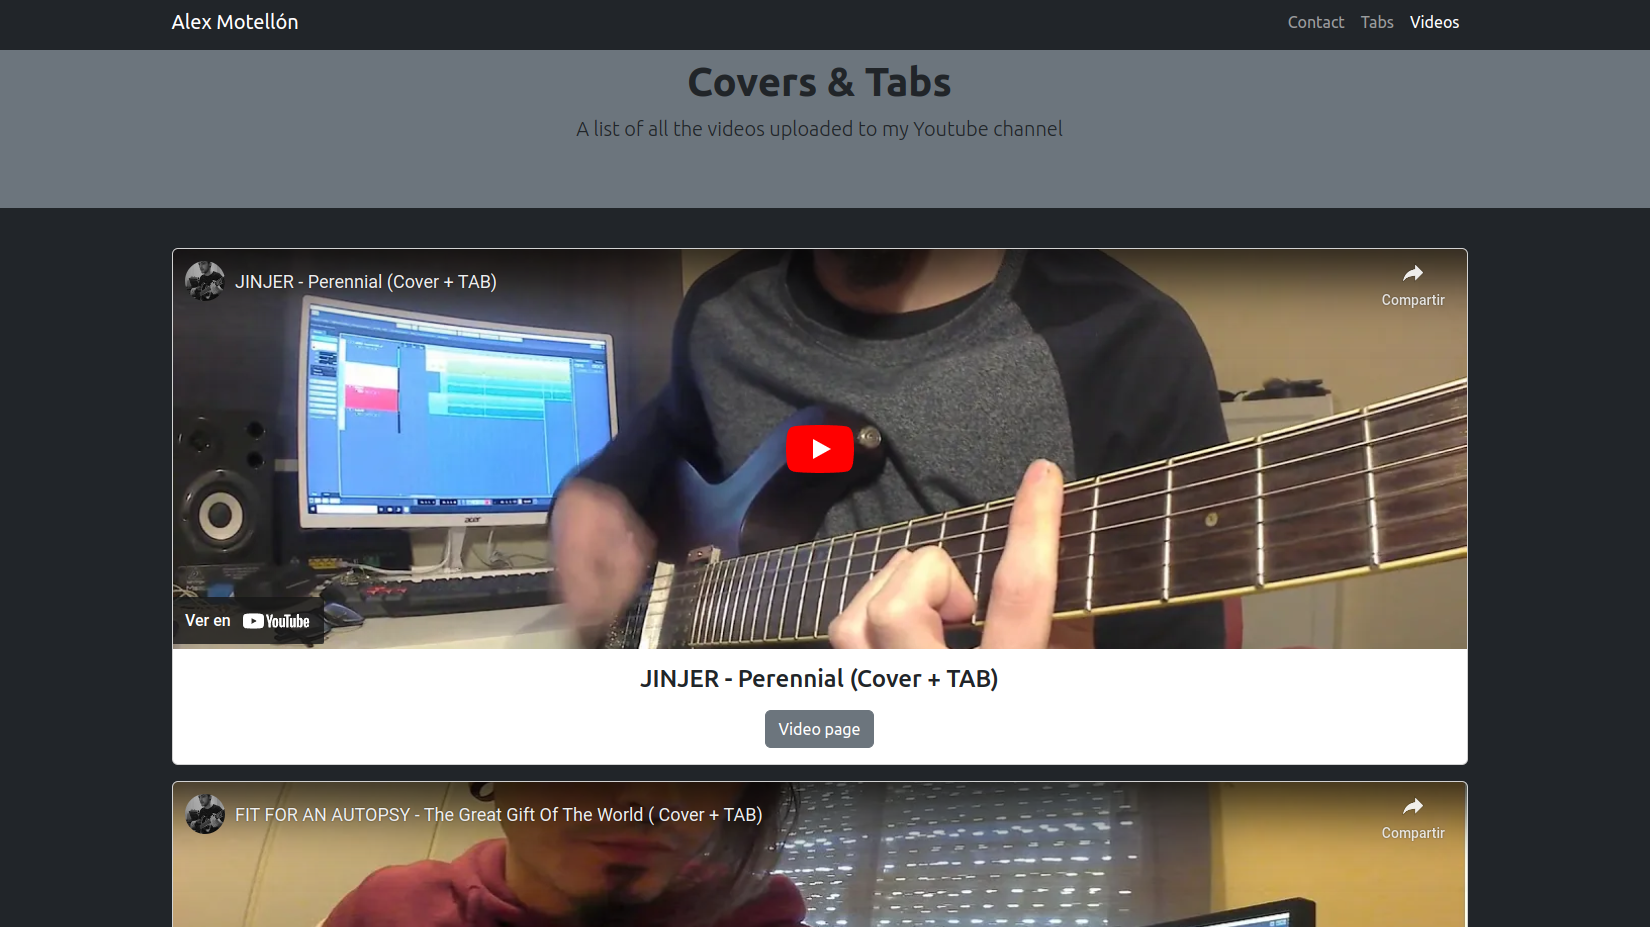 Alex Motellón
Contact Tabs Videos
Covers & Tabs
A list of all the videos uploaded to my Youtube channel
JINJER - Perennial (Cover + TAB)
Compartir
acer
Ver en YouTube
JINJER - Perennial (Cover + TAB)
Video page
FIT FOR AN AUTOPSY - The Great Gift Of The World ( Cover + TAB)
Compartir